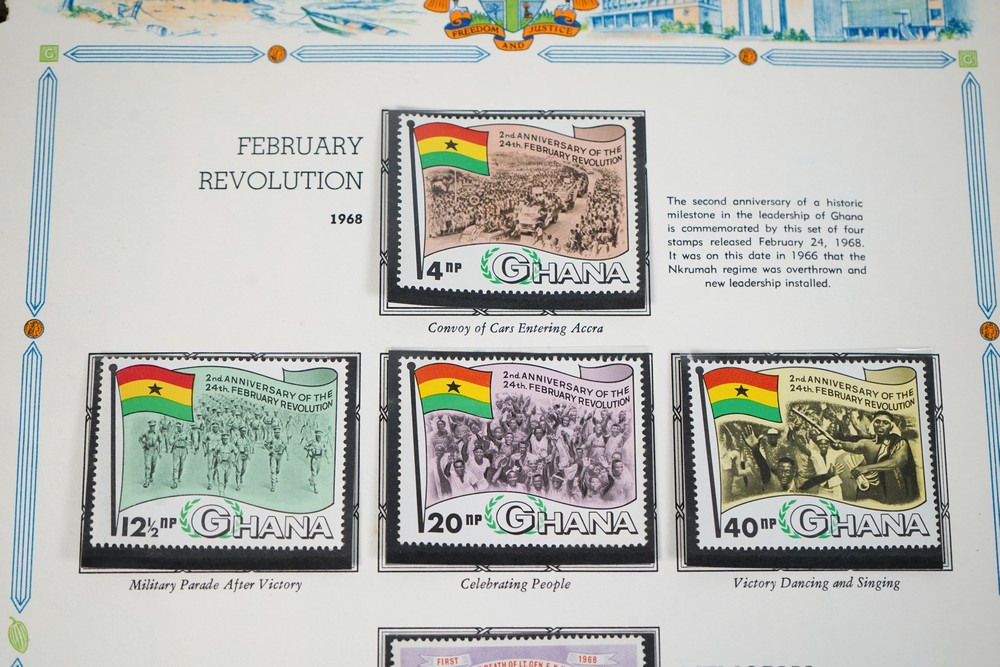 FREEDOM AND JUSTICE
FEBRUARY
REVOLUTION
1968
2nd. ANNIVERSARY OF THE
24th. FEBRUARY REVOLUTION
4NP GHANA
The second anniversary of a historic
milestone in the leadership of Ghana
is commemorated by this set of four
stamps released February 24, 1968.
It was on this date in 1966 that the
Nkrumah regime was overthrown and
new leadership installed.
Convoy of Cars Entering Accra
2nd. ANNIVERSARY OF THE
24th. FEBRUARY REVOLUTION
12½NP GHANA
Military Parade After Victory
2nd. ANNIVERSARY OF THE
24th. FEBRUARY REVOLUTION
20NP GHANA
Celebrating People
2nd. ANNIVERSARY OF THE
24th. FEBRUARY REVOLUTION
40NP GHANA
Victory Dancing and Singing
FIRST
DEATH OF LT. GEN. E.
1968